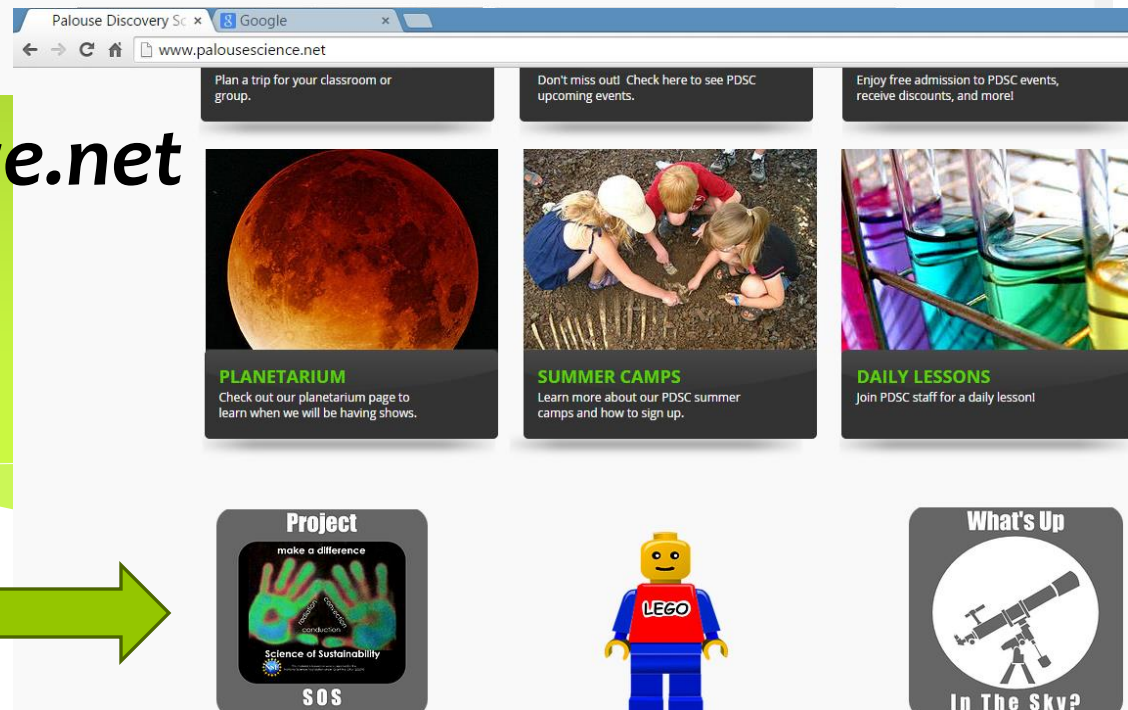 Palouse Discovery Sc
Google
www.palousescience.net
Plan a trip for your classroom or
group.
Don't miss out! Check here to see PDSC
upcoming events.
Enjoy free admission to PDSC events,
receive discounts, and more!
e.net
PLANETARIUM
Check out our planetarium page to
learn when we will be having shows.
SUMMER CAMPS
Learn more about our PDSC summer
camps and how to sign up.
DAILY LESSONS
Join PDSC staff for a daily lesson!
Project
make a difference
radiation
convection
conduction
Science of Sustainability
SOS
LEGO
What's Up
In The Sky?